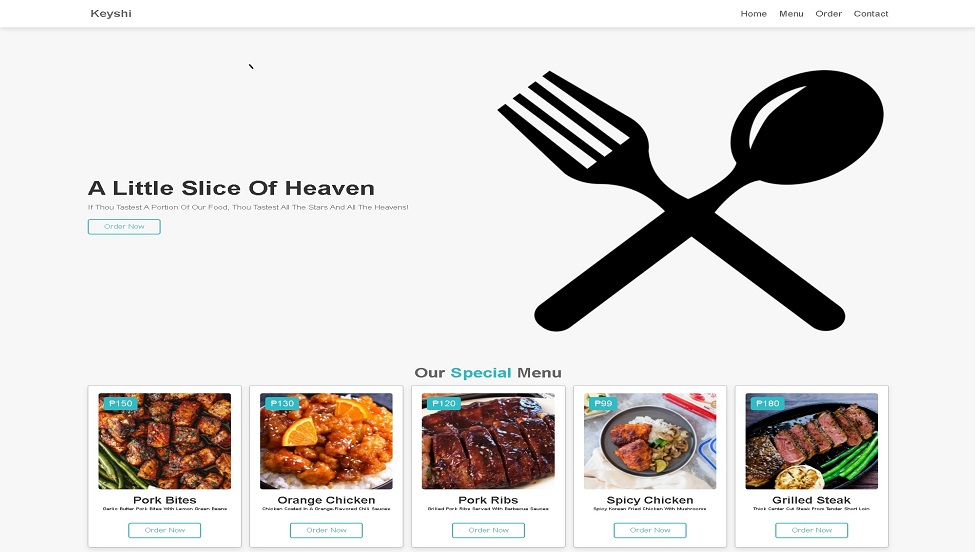 Keyshi
Home Menu Order Contact
A Little Slice Of Heaven
If Thou Tastest A Portion Of Our Food, Thou Tastest All The Stars And All The Heavens!
Order Now
Our Special Menu
₱150
Pork Bites
Garlic Butter Pork Bites With Lemon Green Beans
Order Now
₱130
Orange Chicken
Chicken Coated In A Orange-Flavored Chili Sauces
Order Now
₱120
Pork Ribs
Grilled Pork Ribs Served With Barbecue Sauces
Order Now
₱99
Spicy Chicken
Spicy Korean Fried Chicken With Mushrooms
Order Now
₱180
Grilled Steak
Thick Center Cut Steak From Tender Short Loin
Order Now